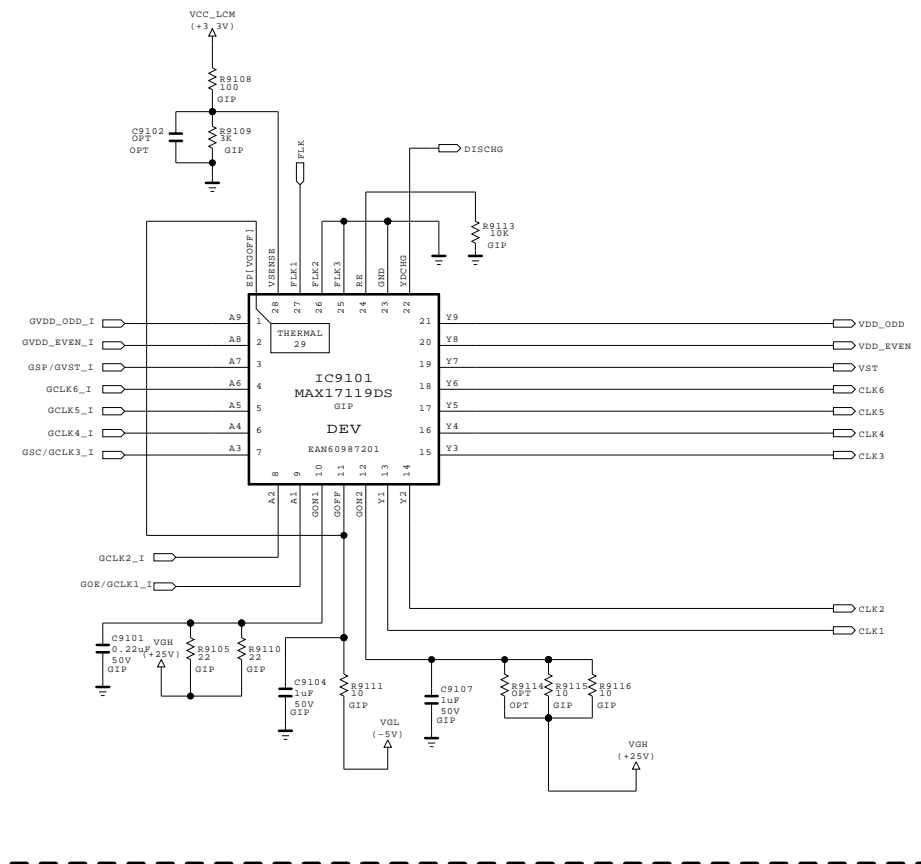 VCC_LCM
(+3.3V)
R9108
100
GIP
C9102
OPT
OPT
R9109
3K
GIP
FLK
DISCHG
R9113
10K
GIP
EP[VGOFF]
VSENSE
FLK1
FLK2
FLK3
RE
GND
YDCHG
28
27
26
25
24
23
22
GVDD_ODD_I
A9
1
THERMAL
29
21
Y9
VDD_ODD
GVDD_EVEN_I
A8
2
20
Y8
VDD_EVEN
GSP/GVST_I
A7
3
19
Y7
VST
GCLK6_I
A6
4
18
Y6
CLK6
GCLK5_I
A5
5
17
Y5
CLK5
GCLK4_I
A4
6
16
Y4
CLK4
GSC/GCLK3_I
A3
7
15
Y3
CLK3
IC9101
MAX17119DS
GIP
DEV
EAN60987201
8
9
10
11
12
13
14
A2
A1
GON1
GOFF
GON2
Y1
Y2
GCLK2_I
GOE/GCLK1_I
CLK2
CLK1
C9101
0.22uF
50V
GIP
VGH
(+25V)
R9105
22
GIP
R9110
22
GIP
C9104
1uF
50V
GIP
R9111
10
GIP
VGL
(-5V)
C9107
1uF
50V
GIP
R9114
OPT
OPT
R9115
10
GIP
R9116
10
GIP
VGH
(+25V)